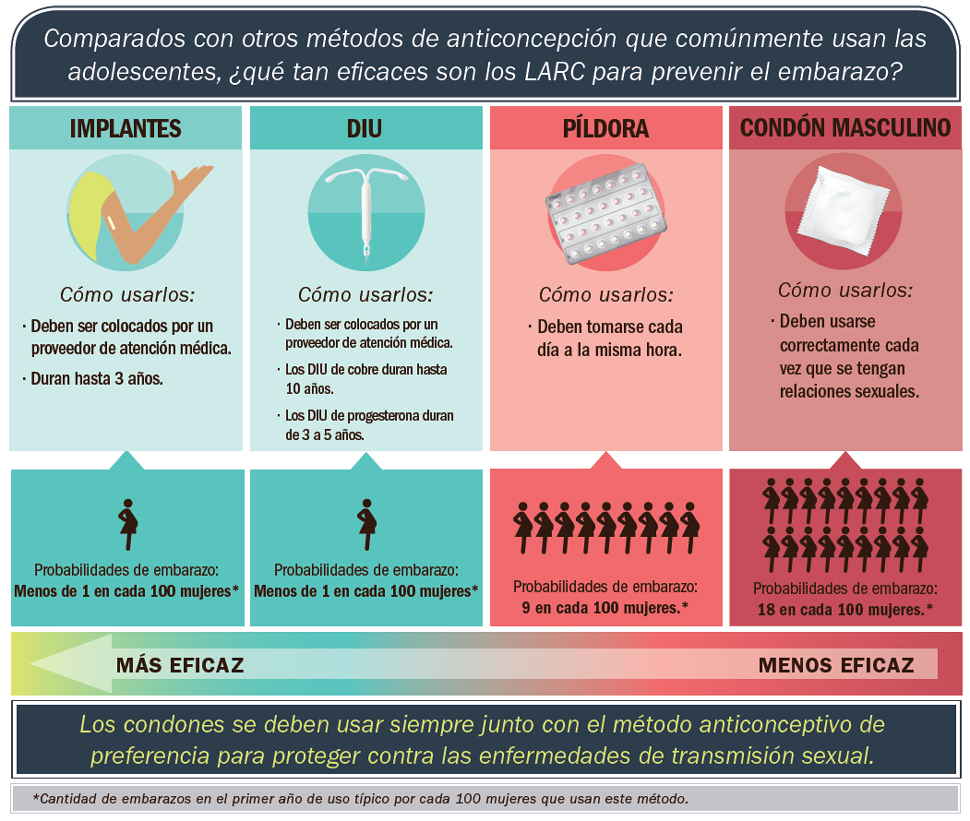 Comparados con otros métodos de anticoncepción que comúnmente usan las
adolescentes, ¿qué tan eficaces son los LARC para prevenir el embarazo?
IMPLANTES
Cómo usarlos:
· Deben ser colocados por un
proveedor de atención médica.
· Duran hasta 3 años.
Probabilidades de embarazo:
Menos de 1 en cada 100 mujeres*
DIU
Cómo usarlos:
· Deben ser colocados por un
proveedor de atención médica.
· Los DIU de cobre duran hasta
10 años.
· Los DIU de progesterona duran
de 3 a 5 años.
Probabilidades de embarazo:
Menos de 1 en cada 100 mujeres*
PÍLDORA
Cómo usarlos:
· Deben tomarse cada
día a la misma hora.
Probabilidades de embarazo:
9 en cada 100 mujeres.*
CONDÓN MASCULINO
Cómo usarlos:
· Deben usarse
correctamente cada
vez que se tengan
relaciones sexuales.
Probabilidades de embarazo:
18 en cada 100 mujeres.*
MÁS EFICAZ
MENOS EFICAZ
Los condones se deben usar siempre junto con el método anticonceptivo de
preferencia para proteger contra las enfermedades de transmisión sexual.
*Cantidad de embarazos en el primer año de uso típico por cada 100 mujeres que usan este método.